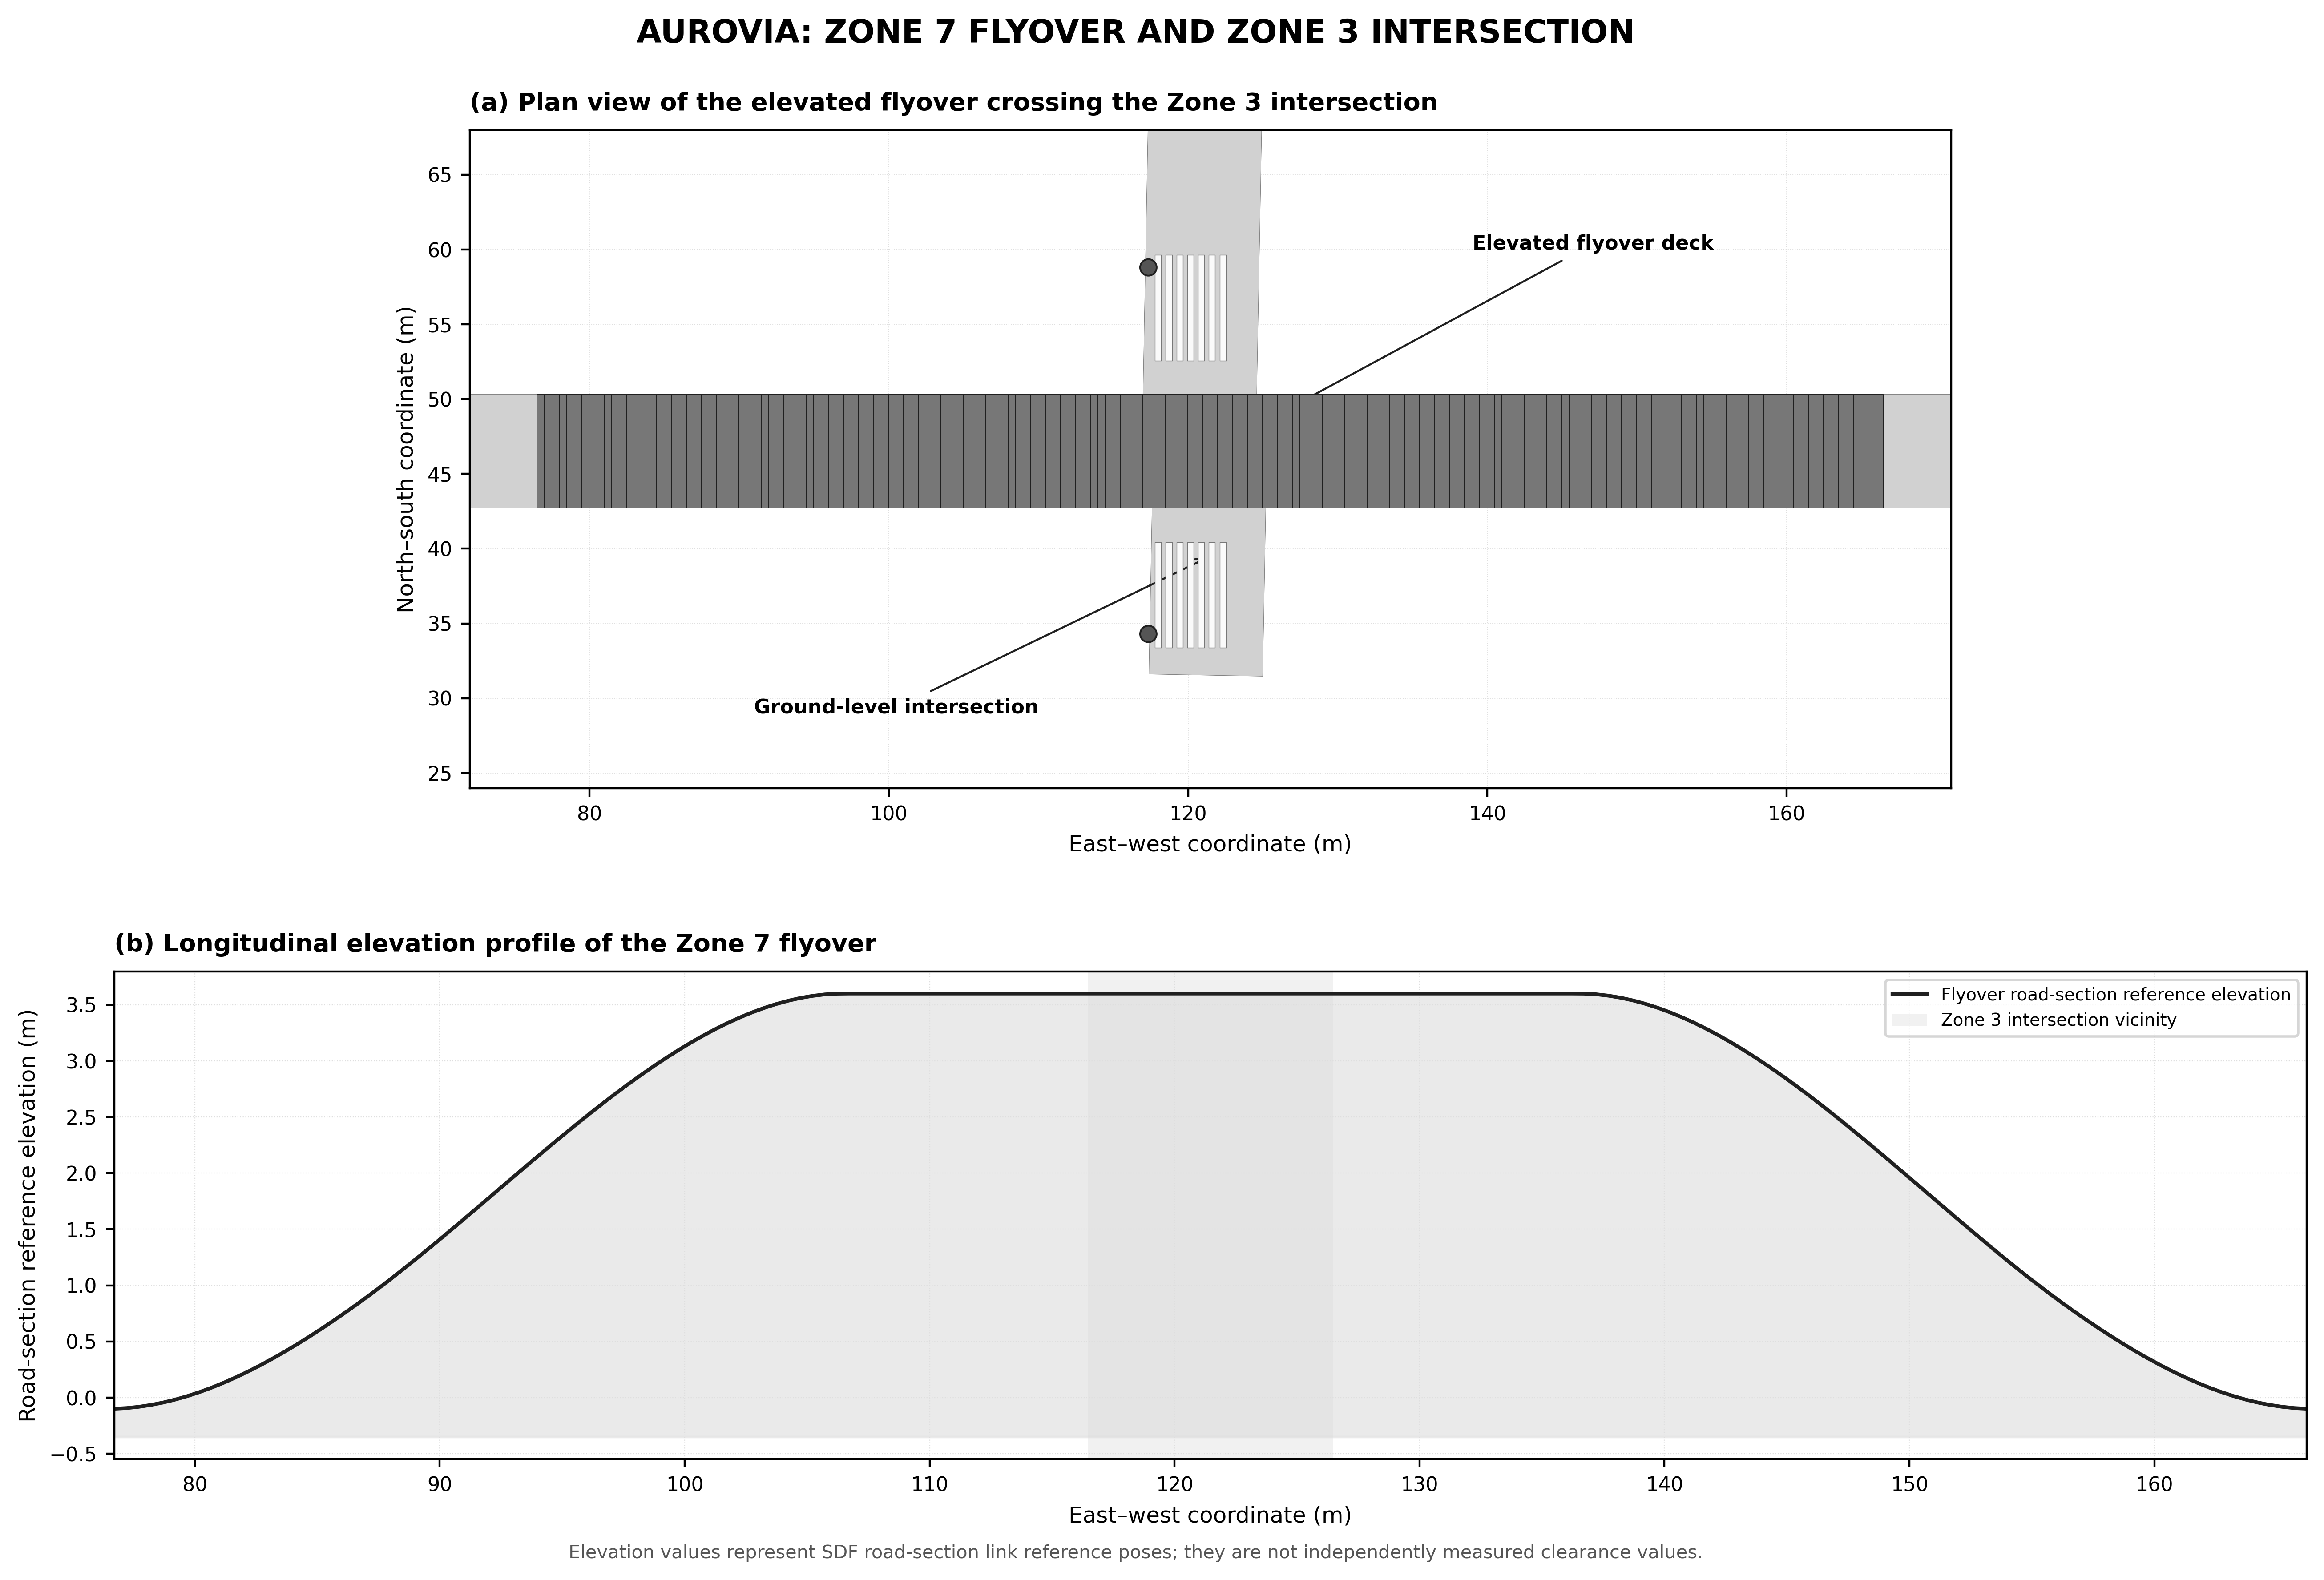 AUROVIA: ZONE 7 FLYOVER AND ZONE 3 INTERSECTION
(a) Plan view of the elevated flyover crossing the Zone 3 intersection
North–south coordinate (m)
65
60
55
50
45
40
35
30
25
Elevated flyover deck
Ground-level intersection
80
100
120
140
160
East–west coordinate (m)
(b) Longitudinal elevation profile of the Zone 7 flyover
Road-section reference elevation (m)
3.5
3.0
2.5
2.0
1.5
1.0
0.5
0.0
−0.5
Flyover road-section reference elevation
Zone 3 intersection vicinity
80
90
100
110
120
130
140
150
160
East–west coordinate (m)
Elevation values represent SDF road-section link reference poses; they are not independently measured clearance values.